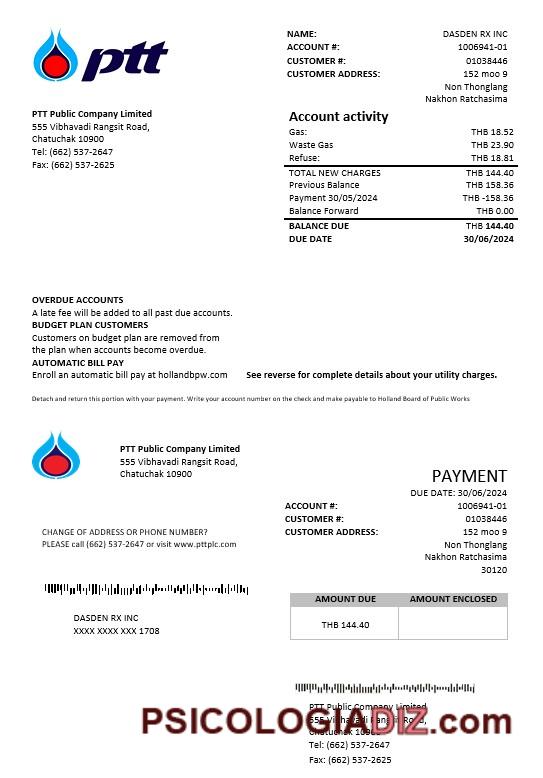 ptt
NAME: DASDEN RX INC
ACCOUNT #: 1006941-01
CUSTOMER #: 01038446
CUSTOMER ADDRESS: 152 moo 9
Non Thonglang
Nakhon Ratchasima
PTT Public Company Limited
555 Vibhavadi Rangsit Road,
Chatuchak 10900
Tel: (662) 537-2647
Fax: (662) 537-2625
Account activity
Gas: THB 18.52
Waste Gas THB 23.90
Refuse: THB 18.81
TOTAL NEW CHARGES THB 144.40
Previous Balance THB 158.36
Payment 30/05/2024 THB -158.36
Balance Forward THB 0.00
BALANCE DUE THB 144.40
DUE DATE 30/06/2024
OVERDUE ACCOUNTS
A late fee will be added to all past due accounts.
BUDGET PLAN CUSTOMERS
Customers on budget plan are removed from
the plan when accounts become overdue.
AUTOMATIC BILL PAY
Enroll an automatic bill pay at hollandbpw.com See reverse for complete details about your utility charges.
Detach and return this portion with your payment. Write your account number on the check and make payable to Holland Board of Public Works
PTT Public Company Limited
555 Vibhavadi Rangsit Road,
Chatuchak 10900
PAYMENT
DUE DATE: 30/06/2024
ACCOUNT #: 1006941-01
CUSTOMER #: 01038446
CUSTOMER ADDRESS: 152 moo 9
Non Thonglang
Nakhon Ratchasima
30120
CHANGE OF ADDRESS OR PHONE NUMBER?
PLEASE call (662) 537-2647 or visit www.pttplc.com
DASDEN RX INC
XXXX XXXX XXX 1708
AMOUNT DUE AMOUNT ENCLOSED
THB 144.40
PTT Public Company Limited
555 Vibhavadi Rangsit Road,
Chatuchak 10900
PSICOLOGIADIZ.com
Tel: (662) 537-2647
Fax: (662) 537-2625